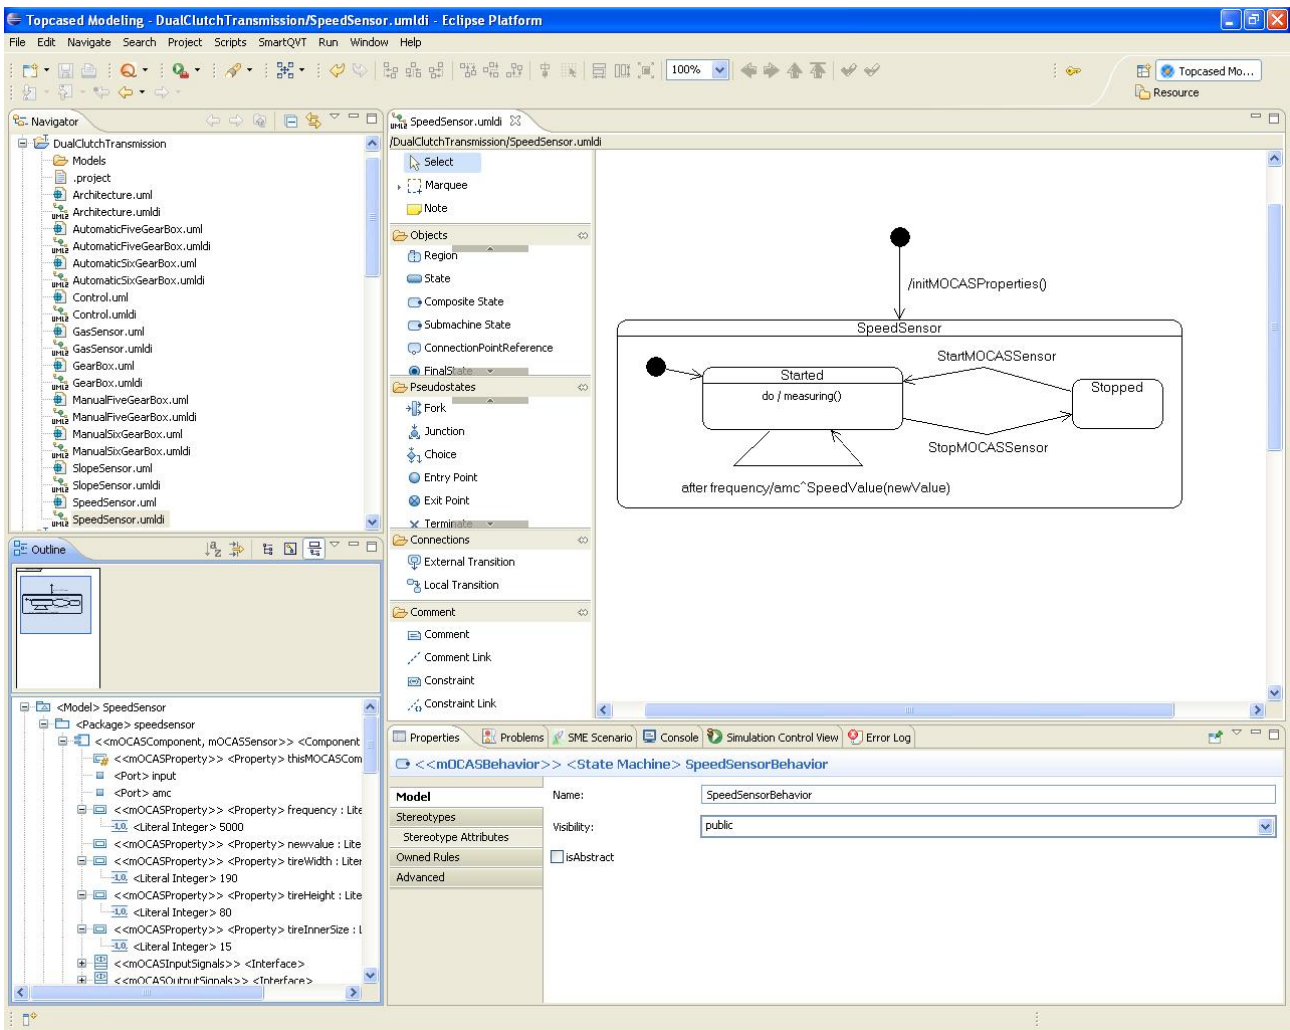 Topcased Modeling - DualClutchTransmission/SpeedSensor.umldi - Eclipse Platform
File Edit Navigate Search Project Scripts SmartQVT Run Window Help
100%
Topcased Mo...
Resource
Navigator
DualClutchTransmission
Models
.project
Architecture.uml
Architecture.umldi
AutomaticFiveGearBox.uml
AutomaticFiveGearBox.umldi
AutomaticSixGearBox.uml
AutomaticSixGearBox.umldi
Control.uml
Control.umldi
GasSensor.uml
GasSensor.umldi
GearBox.uml
GearBox.umldi
ManualFiveGearBox.uml
ManualFiveGearBox.umldi
ManualSixGearBox.uml
ManualSixGearBox.umldi
SlopeSensor.uml
SlopeSensor.umldi
SpeedSensor.uml
SpeedSensor.umldi
Outline
<Model> SpeedSensor
<Package> speedsensor
<<mOCASComponent, mOCASSensor>> <Component
<<mOCASProperty>> <Property> thisMOCASCom
<Port> input
<Port> amc
<<mOCASProperty>> <Property> frequency : Lite
<Literal Integer> 5000
<<mOCASProperty>> <Property> newvalue : Lite
<<mOCASProperty>> <Property> tireWidth : Liter
<Literal Integer> 190
<<mOCASProperty>> <Property> tireHeight : Lite
<Literal Integer> 80
<<mOCASProperty>> <Property> tireInnerSize : L
<Literal Integer> 15
<<mOCASInputSignals>> <Interface>
<<mOCASOutputSignals>> <Interface>
SpeedSensor.umldi
/DualClutchTransmission/SpeedSensor.umldi
Select
Marquee
Note
Objects
Region
State
Composite State
Submachine State
ConnectionPointReference
FinalState
Pseudostates
Fork
Junction
Choice
Entry Point
Exit Point
Terminate
Connections
External Transition
Local Transition
Comment
Comment
Comment Link
Constraint
Constraint Link
/initMOCASProperties()
SpeedSensor
StartMOCASSensor
Started
do / measuring()
Stopped
StopMOCASSensor
after frequency/amc^SpeedValue(newValue)
Properties Problems SME Scenario Console Simulation Control View Error Log
<<mOCASBehavior>> <State Machine> SpeedSensorBehavior
Model
Stereotypes
Stereotype Attributes
Owned Rules
Advanced
Name: SpeedSensorBehavior
Visibility: public
isAbstract